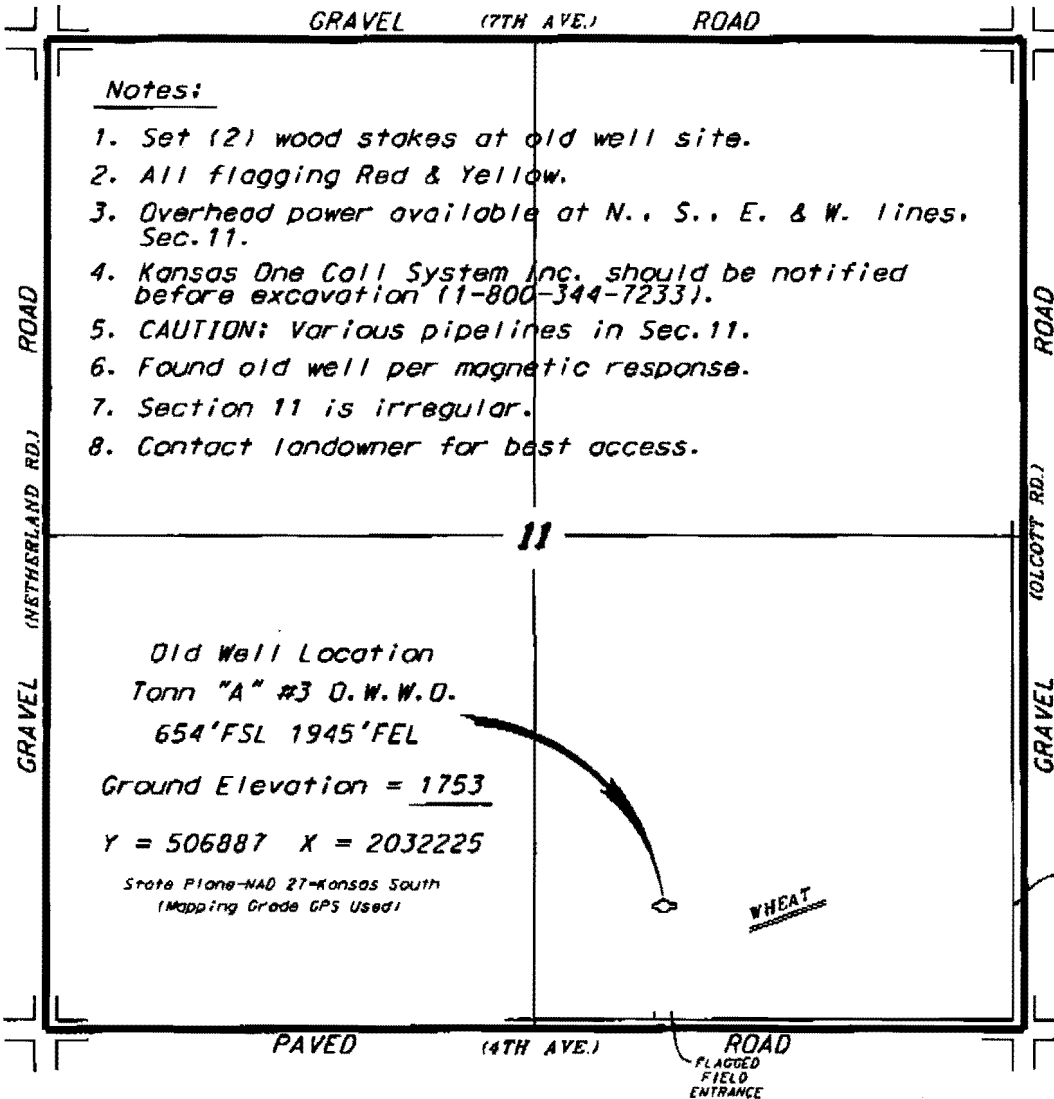 GRAVEL (7TH AVE.) ROAD
Notes:
1. Set (2) wood stakes at old well site.
2. All flagging Red & Yellow.
3. Overhead power available at N., S., E. & W. lines,
Sec. 11.
4. Kansas One Call System Inc. should be notified
before excavation (1-800-344-7233).
5. CAUTION: Various pipelines in Sec. 11.
6. Found old well per magnetic response.
7. Section 11 is irregular.
8. Contact landowner for best access.
GRAVEL (NETHERLAND RD.) ROAD
GRAVEL (OLCOTT RD.) ROAD
11
Old Well Location
Tonn "A" #3 O.W.W.O.
654'FSL 1945'FEL
Ground Elevation = 1753
Y = 506887 X = 2032225
State Plane-NAD 27-Kansas South
(Mapping Grade GPS Used)
WHEAT
PAVED (4TH AVE.) ROAD
FLAGGED
FIELD
ENTRANCE